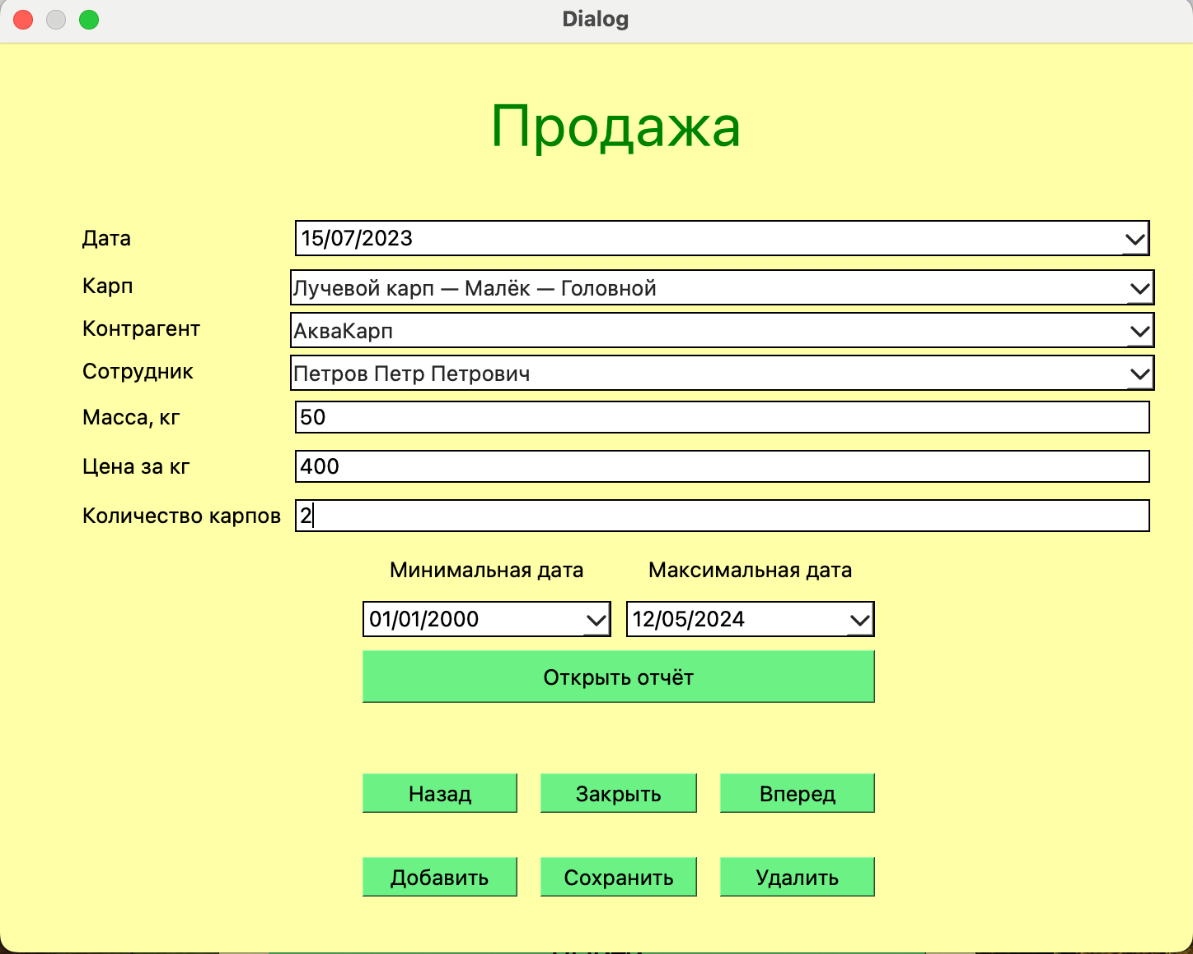 Dialog
Продажа
Дата 15/07/2023
Карп Лучевой карп — Малёк — Головной
Контрагент АкваКарп
Сотрудник Петров Петр Петрович
Масса, кг 50
Цена за кг 400
Количество карпов 2
Минимальная дата Максимальная дата
01/01/2000 12/05/2024
Открыть отчёт
Назад Закрыть Вперед
Добавить Сохранить Удалить